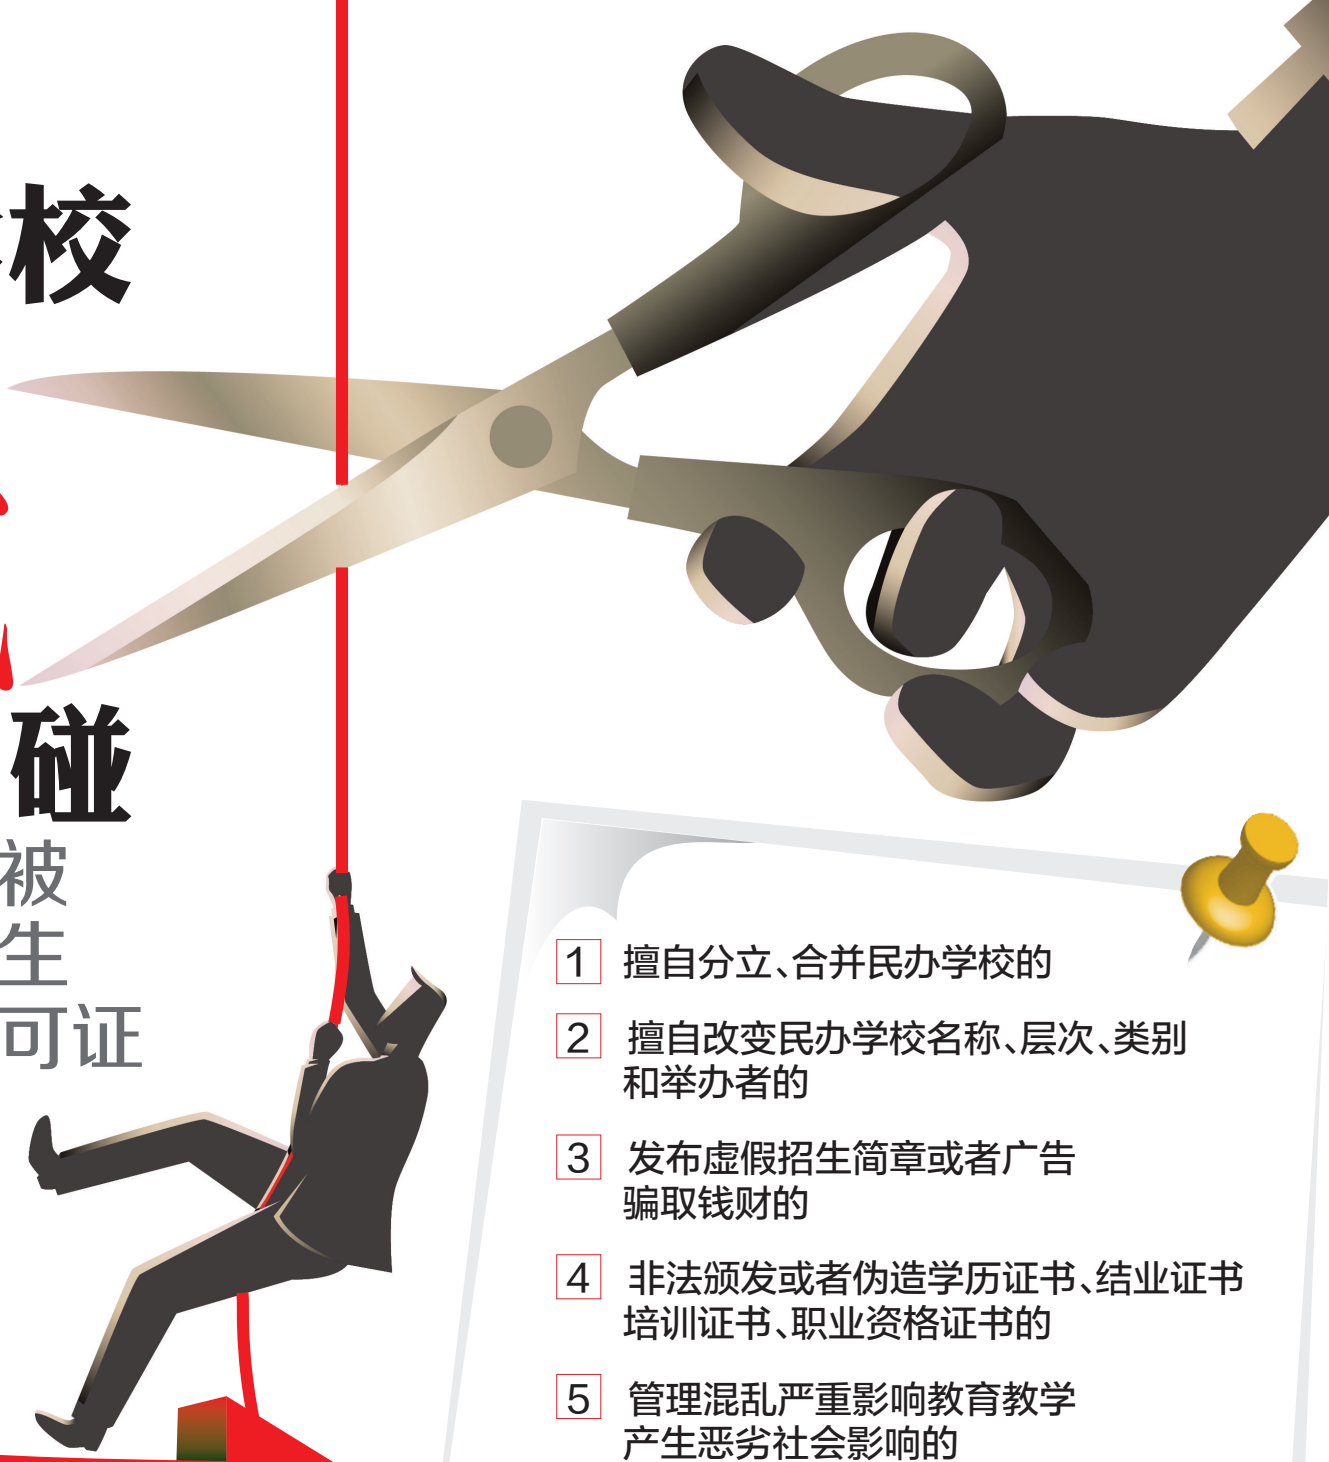 校
碰
被
生
可证
1 擅自分立、合并民办学校的
2 擅自改变民办学校名称、层次、类别
和举办者的
3 发布虚假招生简章或者广告
骗取钱财的
4 非法颁发或者伪造学历证书、结业证书
培训证书、职业资格证书的
5 管理混乱严重影响教育教学
产生恶劣社会影响的